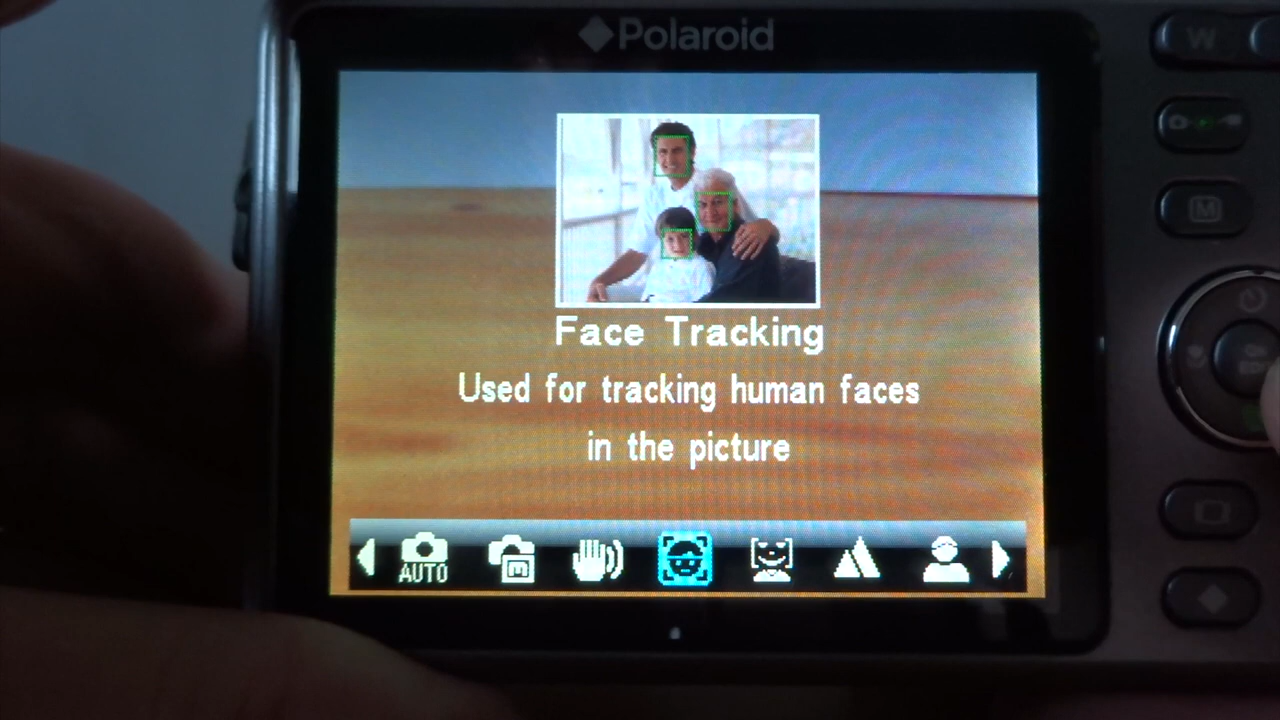 Polaroid
W
M
Face Tracking
Used for tracking human faces
in the picture
AUTO
M